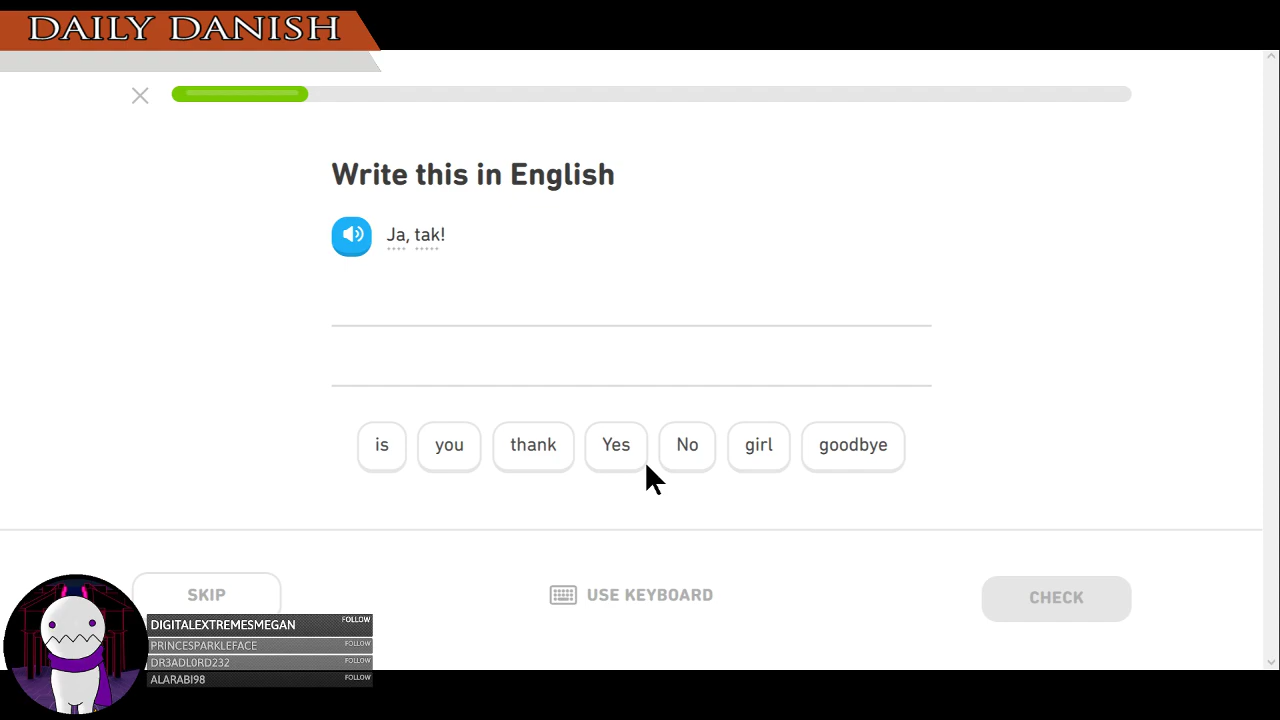 DAILY DANISH
Write this in English
Ja, tak!
is you thank Yes No girl goodbye
SKIP
USE KEYBOARD
CHECK
DIGITALEXTREMESMEGAN FOLLOW
PRINCESPARKLEFACE FOLLOW
DR3ADL0RD232 FOLLOW
ALARABI98 FOLLOW